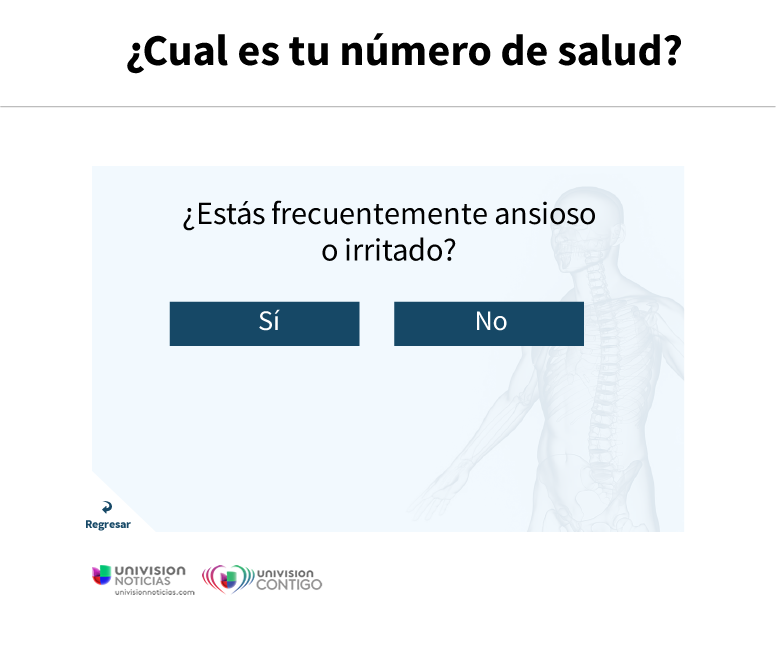 ¿Cual es tu número de salud?
¿Estás frecuentemente ansioso
o irritado?
Sí
No
Regresar
UNIVISION
NOTICIAS
univisionnoticias.com
UNIVISION
CONTIGO